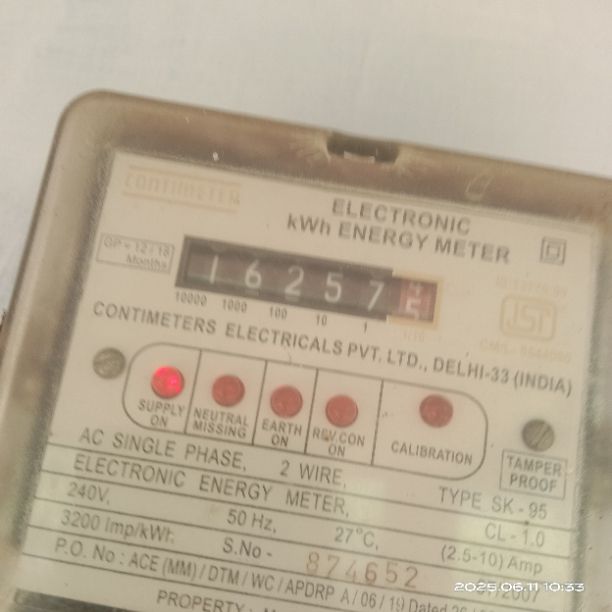 CONTIMETER
ELECTRONIC
kWh ENERGY METER
GP = 12 / 18
Months
1 6 2 5 7 5
10000 1000 100 10 1 1/10
CONTIMETERS ELECTRICALS PVT. LTD., DELHI-33 (INDIA)
SUPPLY
ON
NEUTRAL
MISSING
EARTH
ON
REV.CON
ON
CALIBRATION
TAMPER
PROOF
AC SINGLE PHASE, 2 WIRE, TYPE SK - 95
ELECTRONIC ENERGY METER, CL - 1.0
240V, 50 Hz, 27°C, (2.5-10) Amp
3200 Imp/kWh. S.No - 874652
P.O. No : ACE (MM) / DTM / WC / APDRP A / 06 / 19 Dated
PROPERTY :
2025.06.11 10:33